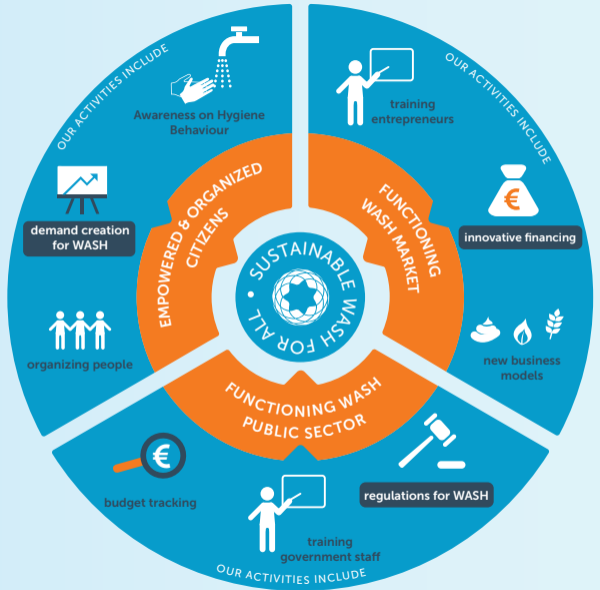 OUR ACTIVITIES INCLUDE
Awareness on Hygiene
Behaviour
demand creation
for WASH
organizing people
EMPOWERED & ORGANIZED
CITIZENS
OUR ACTIVITIES INCLUDE
training
entrepreneurs
€
innovative financing
new business
models
FUNCTIONING
WASH MARKET
SUSTAINABLE WASH FOR ALL •
FUNCTIONING WASH
PUBLIC SECTOR
€
budget tracking
training
government staff
regulations for WASH
OUR ACTIVITIES INCLUDE